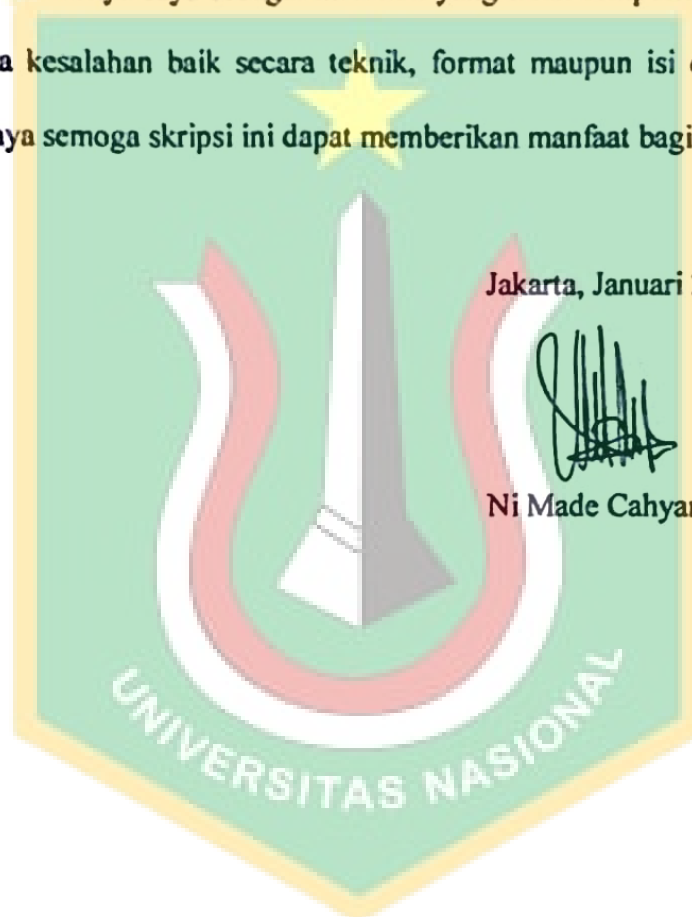 a kesalahan baik secara teknik, format maupun isi
nya semoga skripsi ini dapat memberikan manfaat bagi
Jakarta, Januari
Ni Made Cahya
UNIVERSITAS NASIONAL